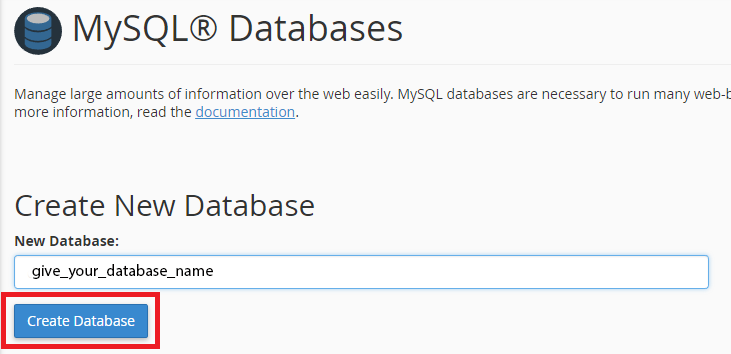 MySQL® Databases
Manage large amounts of information over the web easily. MySQL databases are necessary to run many web-b
more information, read the documentation.
Create New Database
New Database:
give_your_database_name
Create Database